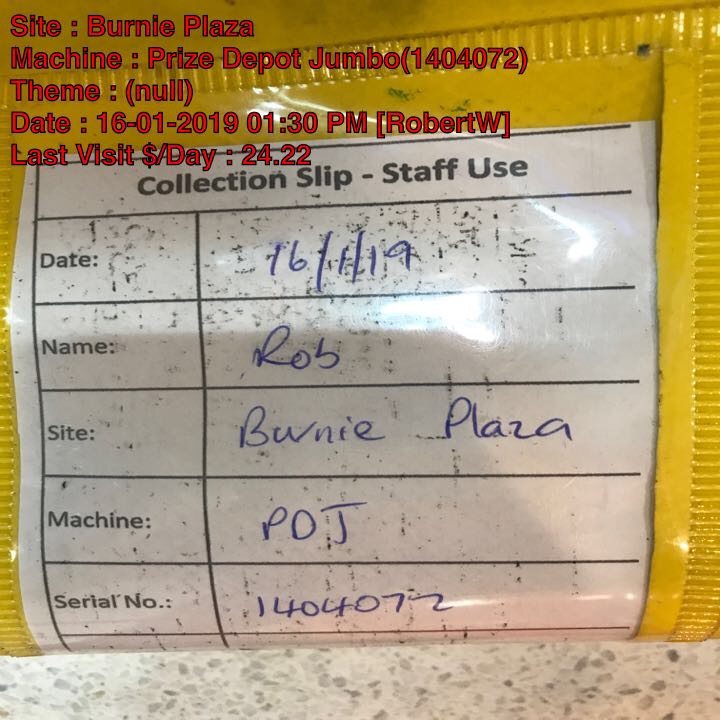 Site : Burnie Plaza
Machine : Prize Depot Jumbo(1404072)
Theme : (null)
Date : 16-01-2019 01:30 PM [RobertW]
Last Visit $/Day : 24.22
Collection Slip - Staff Use
Date: 16/1/19
Name: Rob
Site: Burnie Plaza
Machine: PDJ
Serial No.: 1404072